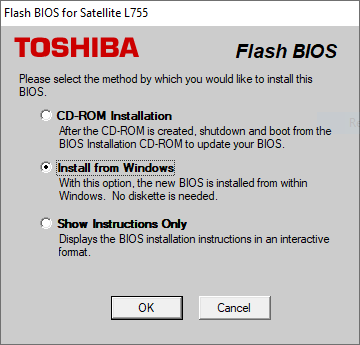 Flash BIOS for Satellite L755
TOSHIBA
Flash BIOS
Please select the method by which you would like to install this
BIOS.
CD-ROM Installation
After the CD-ROM is created, shutdown and boot from the
BIOS Installation CD-ROM to update your BIOS.
Install from Windows
With this option, the new BIOS is installed from within
Windows. No diskette is needed.
Show Instructions Only
Displays the BIOS installation instructions in an interactive
format.
OK
Cancel